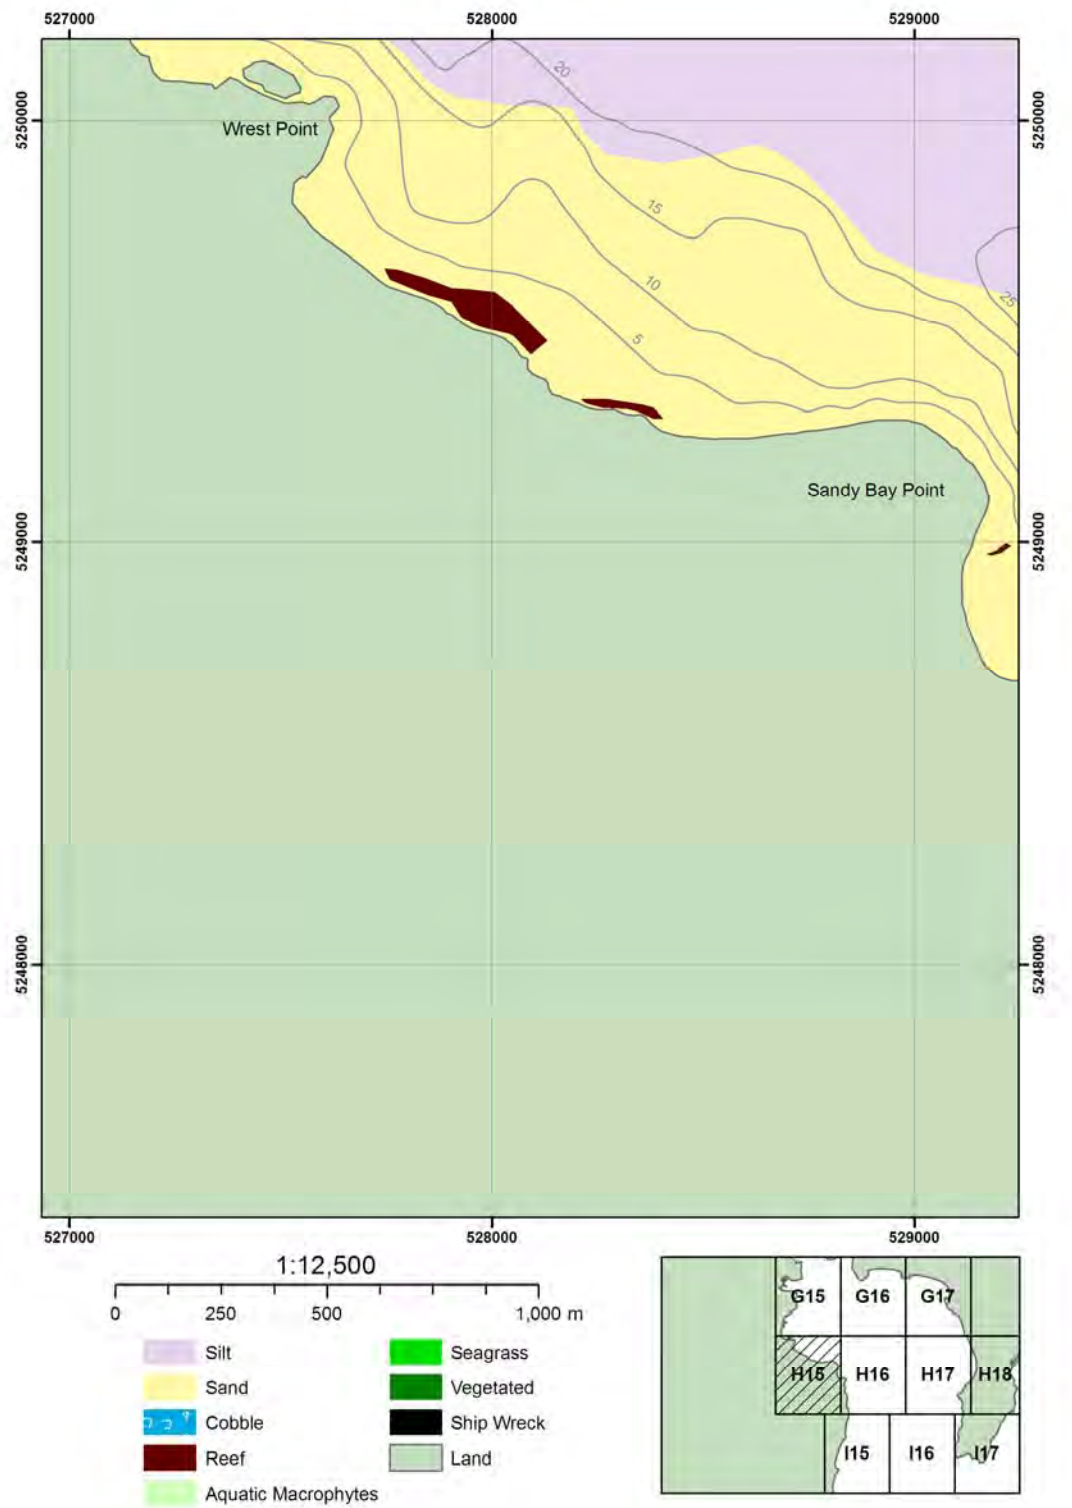 527000 528000 529000
20
5250000 5250000
Wrest Point
15
10
25
5
Sandy Bay Point
5249000 5249000
5248000 5248000
527000 528000 529000
1:12,500
0 250 500 1,000 m
Silt Seagrass
Sand Vegetated
Cobble Ship Wreck
Reef Land
Aquatic Macrophytes
G15 G16 G17
H15 H16 H17 H18
I15 I16 I17